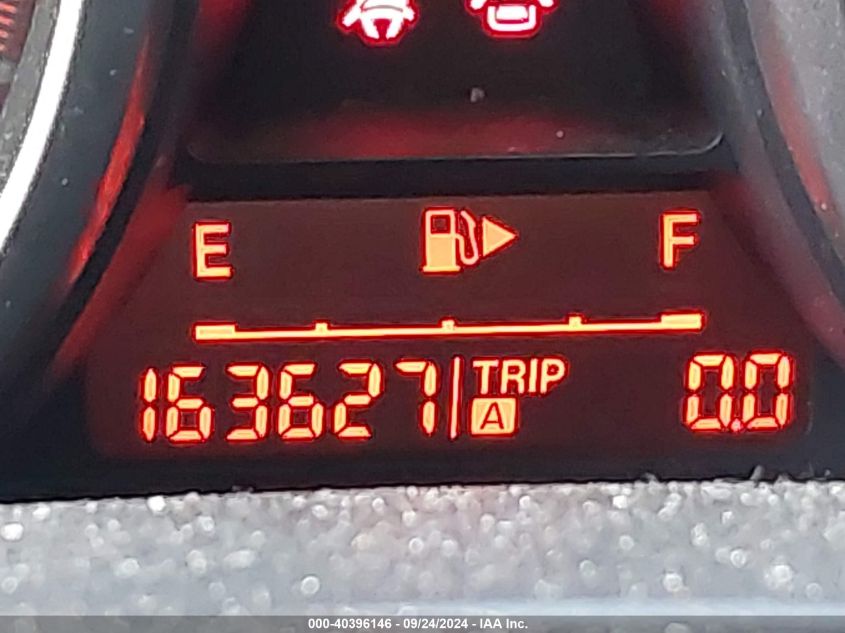 E F
163627 TRIP A 0.0
000-40396146 - 09/24/2024 - IAA Inc.